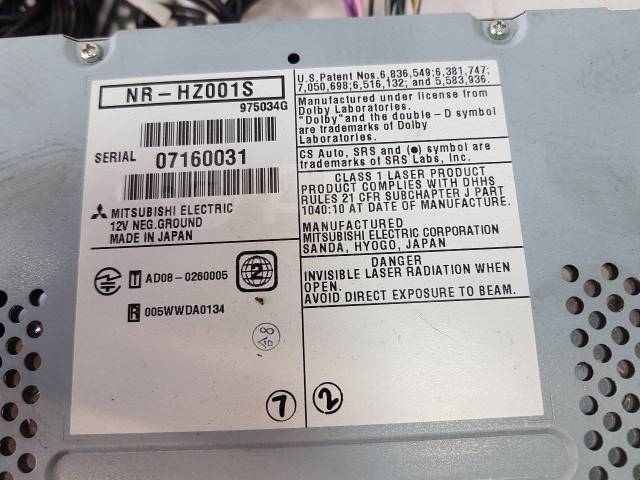 NR-HZ001S
975034G
SERIAL 07160031
MITSUBISHI ELECTRIC
12V NEG.GROUND
MADE IN JAPAN
T AD08-0260005
2
R 005WWDA0134
A8
7
U.S.Patent Nos.6,836,549;6,381,747;
7,050,698;6,516,132; and 5,583,936.
Manufactured under license from
Dolby Laboratories.
"Dolby" and the double-D symbol
are trademarks of Dolby
Laboratories.
CS Auto, SRS and (●) symbol are
trademarks of SRS Labs, Inc.
CLASS 1 LASER PRODUCT
PRODUCT COMPLIES WITH DHHS
RULES 21 CFR SUBCHAPTER J PART
1040:10 AT DATE OF MANUFACTURE.
MANUFACTURED
MITSUBISHI ELECTRIC CORPORATION
SANDA, HYOGO, JAPAN
DANGER
INVISIBLE LASER RADIATION WHEN
OPEN.
AVOID DIRECT EXPOSURE TO BEAM.
2